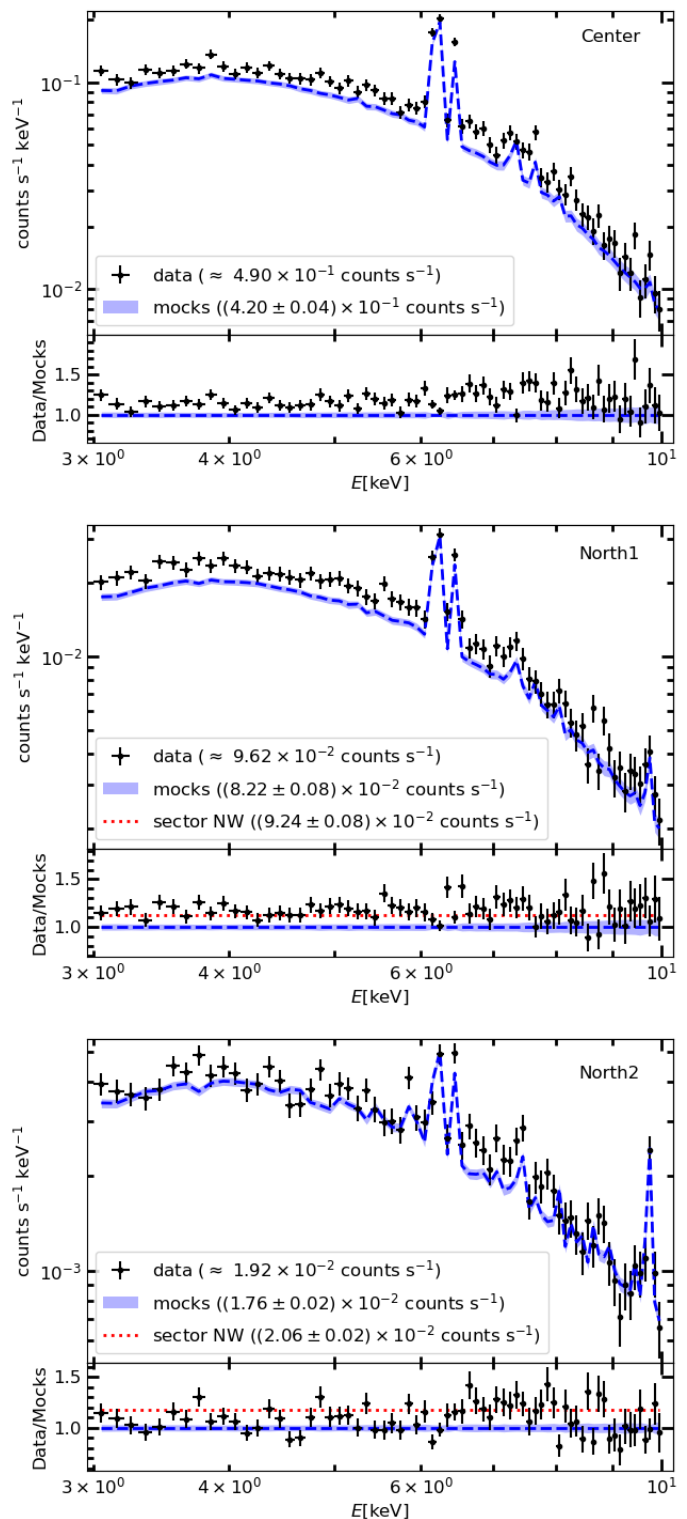 Center
10⁻¹
counts s⁻¹ keV⁻¹
data (≈ 4.90 × 10⁻¹ counts s⁻¹)
mocks ((4.20 ± 0.04) × 10⁻¹ counts s⁻¹)
10⁻²
Data/Mocks
1.5
1.0
3 × 10⁰ 4 × 10⁰ 6 × 10⁰ 10¹
E[keV]
North1
counts s⁻¹ keV⁻¹
10⁻²
data (≈ 9.62 × 10⁻² counts s⁻¹)
mocks ((8.22 ± 0.08) × 10⁻² counts s⁻¹)
sector NW ((9.24 ± 0.08) × 10⁻² counts s⁻¹)
Data/Mocks
1.5
1.0
3 × 10⁰ 4 × 10⁰ 6 × 10⁰ 10¹
E[keV]
North2
counts s⁻¹ keV⁻¹
data (≈ 1.92 × 10⁻² counts s⁻¹)
10⁻³
mocks ((1.76 ± 0.02) × 10⁻² counts s⁻¹)
sector NW ((2.06 ± 0.02) × 10⁻² counts s⁻¹)
Data/Mocks
1.5
1.0
3 × 10⁰ 4 × 10⁰ 6 × 10⁰ 10¹
E[keV]